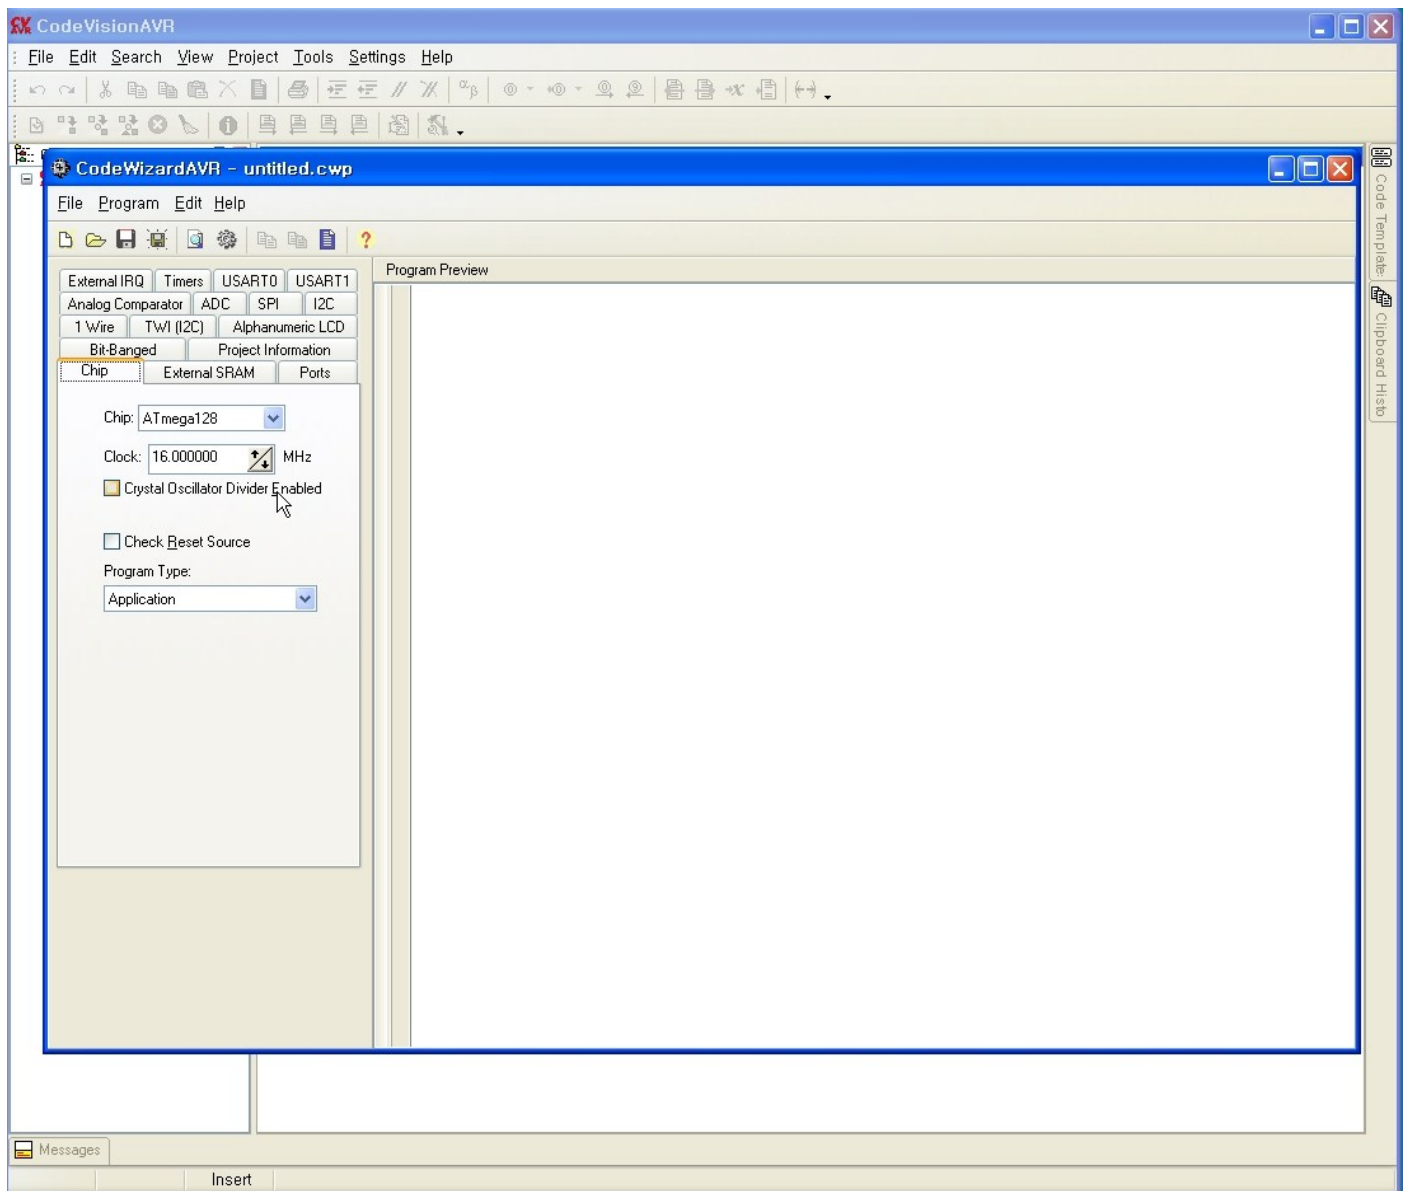 CodeVisionAVR
File Edit Search View Project Tools Settings Help
CodeWizardAVR - untitled.cwp
File Program Edit Help
External IRQ Timers USART0 USART1
Analog Comparator ADC SPI I2C
1 Wire TWI (I2C) Alphanumeric LCD
Bit-Banged Project Information
Chip External SRAM Ports
Program Preview
Chip: ATmega128
Clock: 16.000000 MHz
Crystal Oscillator Divider Enabled
Check Reset Source
Program Type:
Application
Code Template:
Clipboard Histo
Messages
Insert